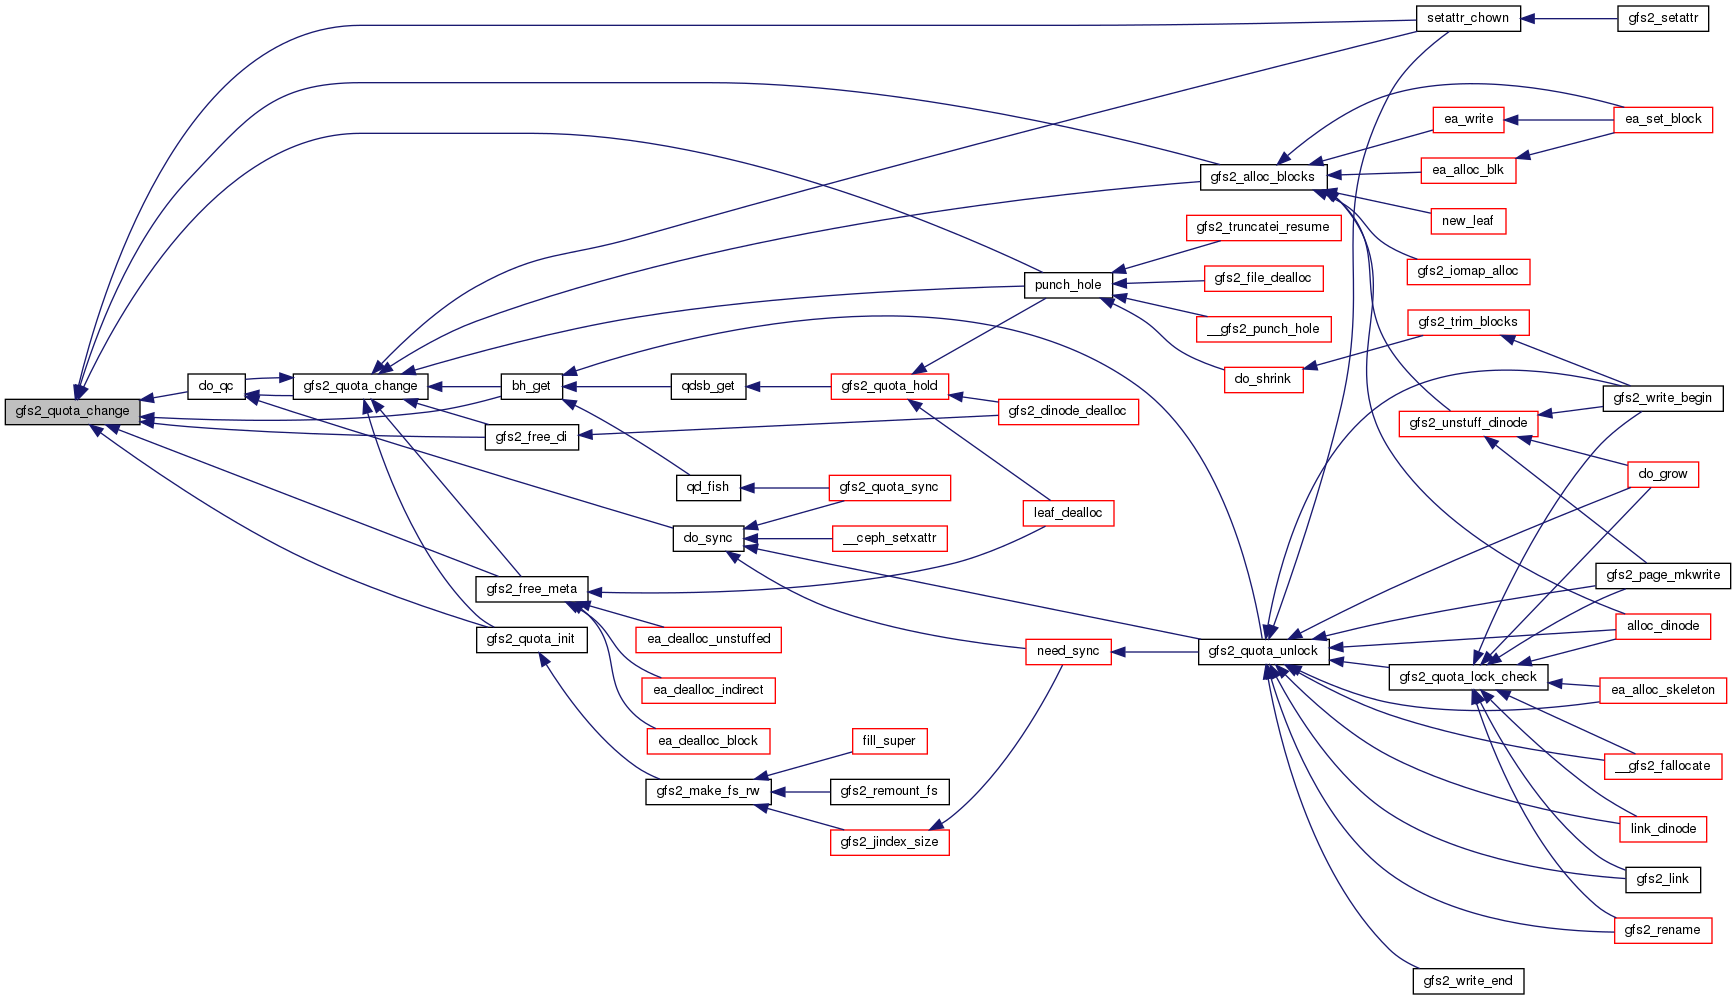 setattr_chown
gfs2_setattr
ea_write
ea_set_block
ea_alloc_blk
gfs2_alloc_blocks
new_leaf
gfs2_truncatei_resume
gfs2_iomap_alloc
gfs2_file_dealloc
punch_hole
__gfs2_punch_hole
gfs2_trim_blocks
do_shrink
do_qc
gfs2_quota_change
bh_get
qdsb_get
gfs2_quota_hold
gfs2_write_begin
gfs2_quota_change
gfs2_dinode_dealloc
gfs2_unstuff_dinode
gfs2_free_di
do_grow
qd_fish
gfs2_quota_sync
leaf_dealloc
do_sync
__ceph_setxattr
gfs2_page_mkwrite
gfs2_free_meta
alloc_dinode
gfs2_quota_init
ea_dealloc_unstuffed
need_sync
gfs2_quota_unlock
gfs2_quota_lock_check
ea_dealloc_indirect
ea_alloc_skeleton
ea_dealloc_block
fill_super
__gfs2_fallocate
gfs2_make_fs_rw
gfs2_remount_fs
gfs2_jindex_size
link_dinode
gfs2_link
gfs2_rename
gfs2_write_end